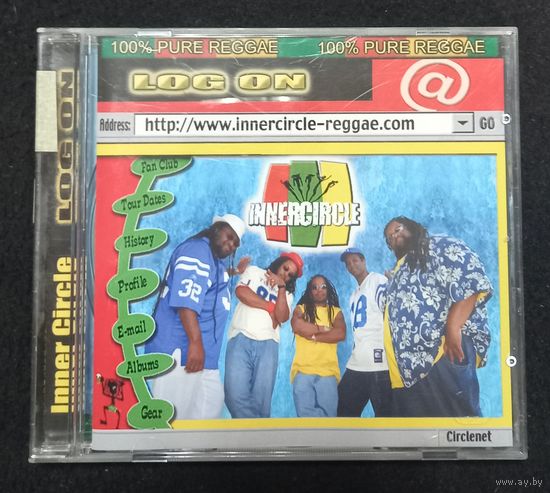 100% PURE REGGAE 100% PURE REGGAE
LOG ON
@
Address: http://www.innercircle-reggae.com GO
Fan Club
Tour Dates
History
Profile
E-mail
Albums
Gear
INNERCIRCLE
32
Circlenet
Inner Circle LOG ON
www.ay.by